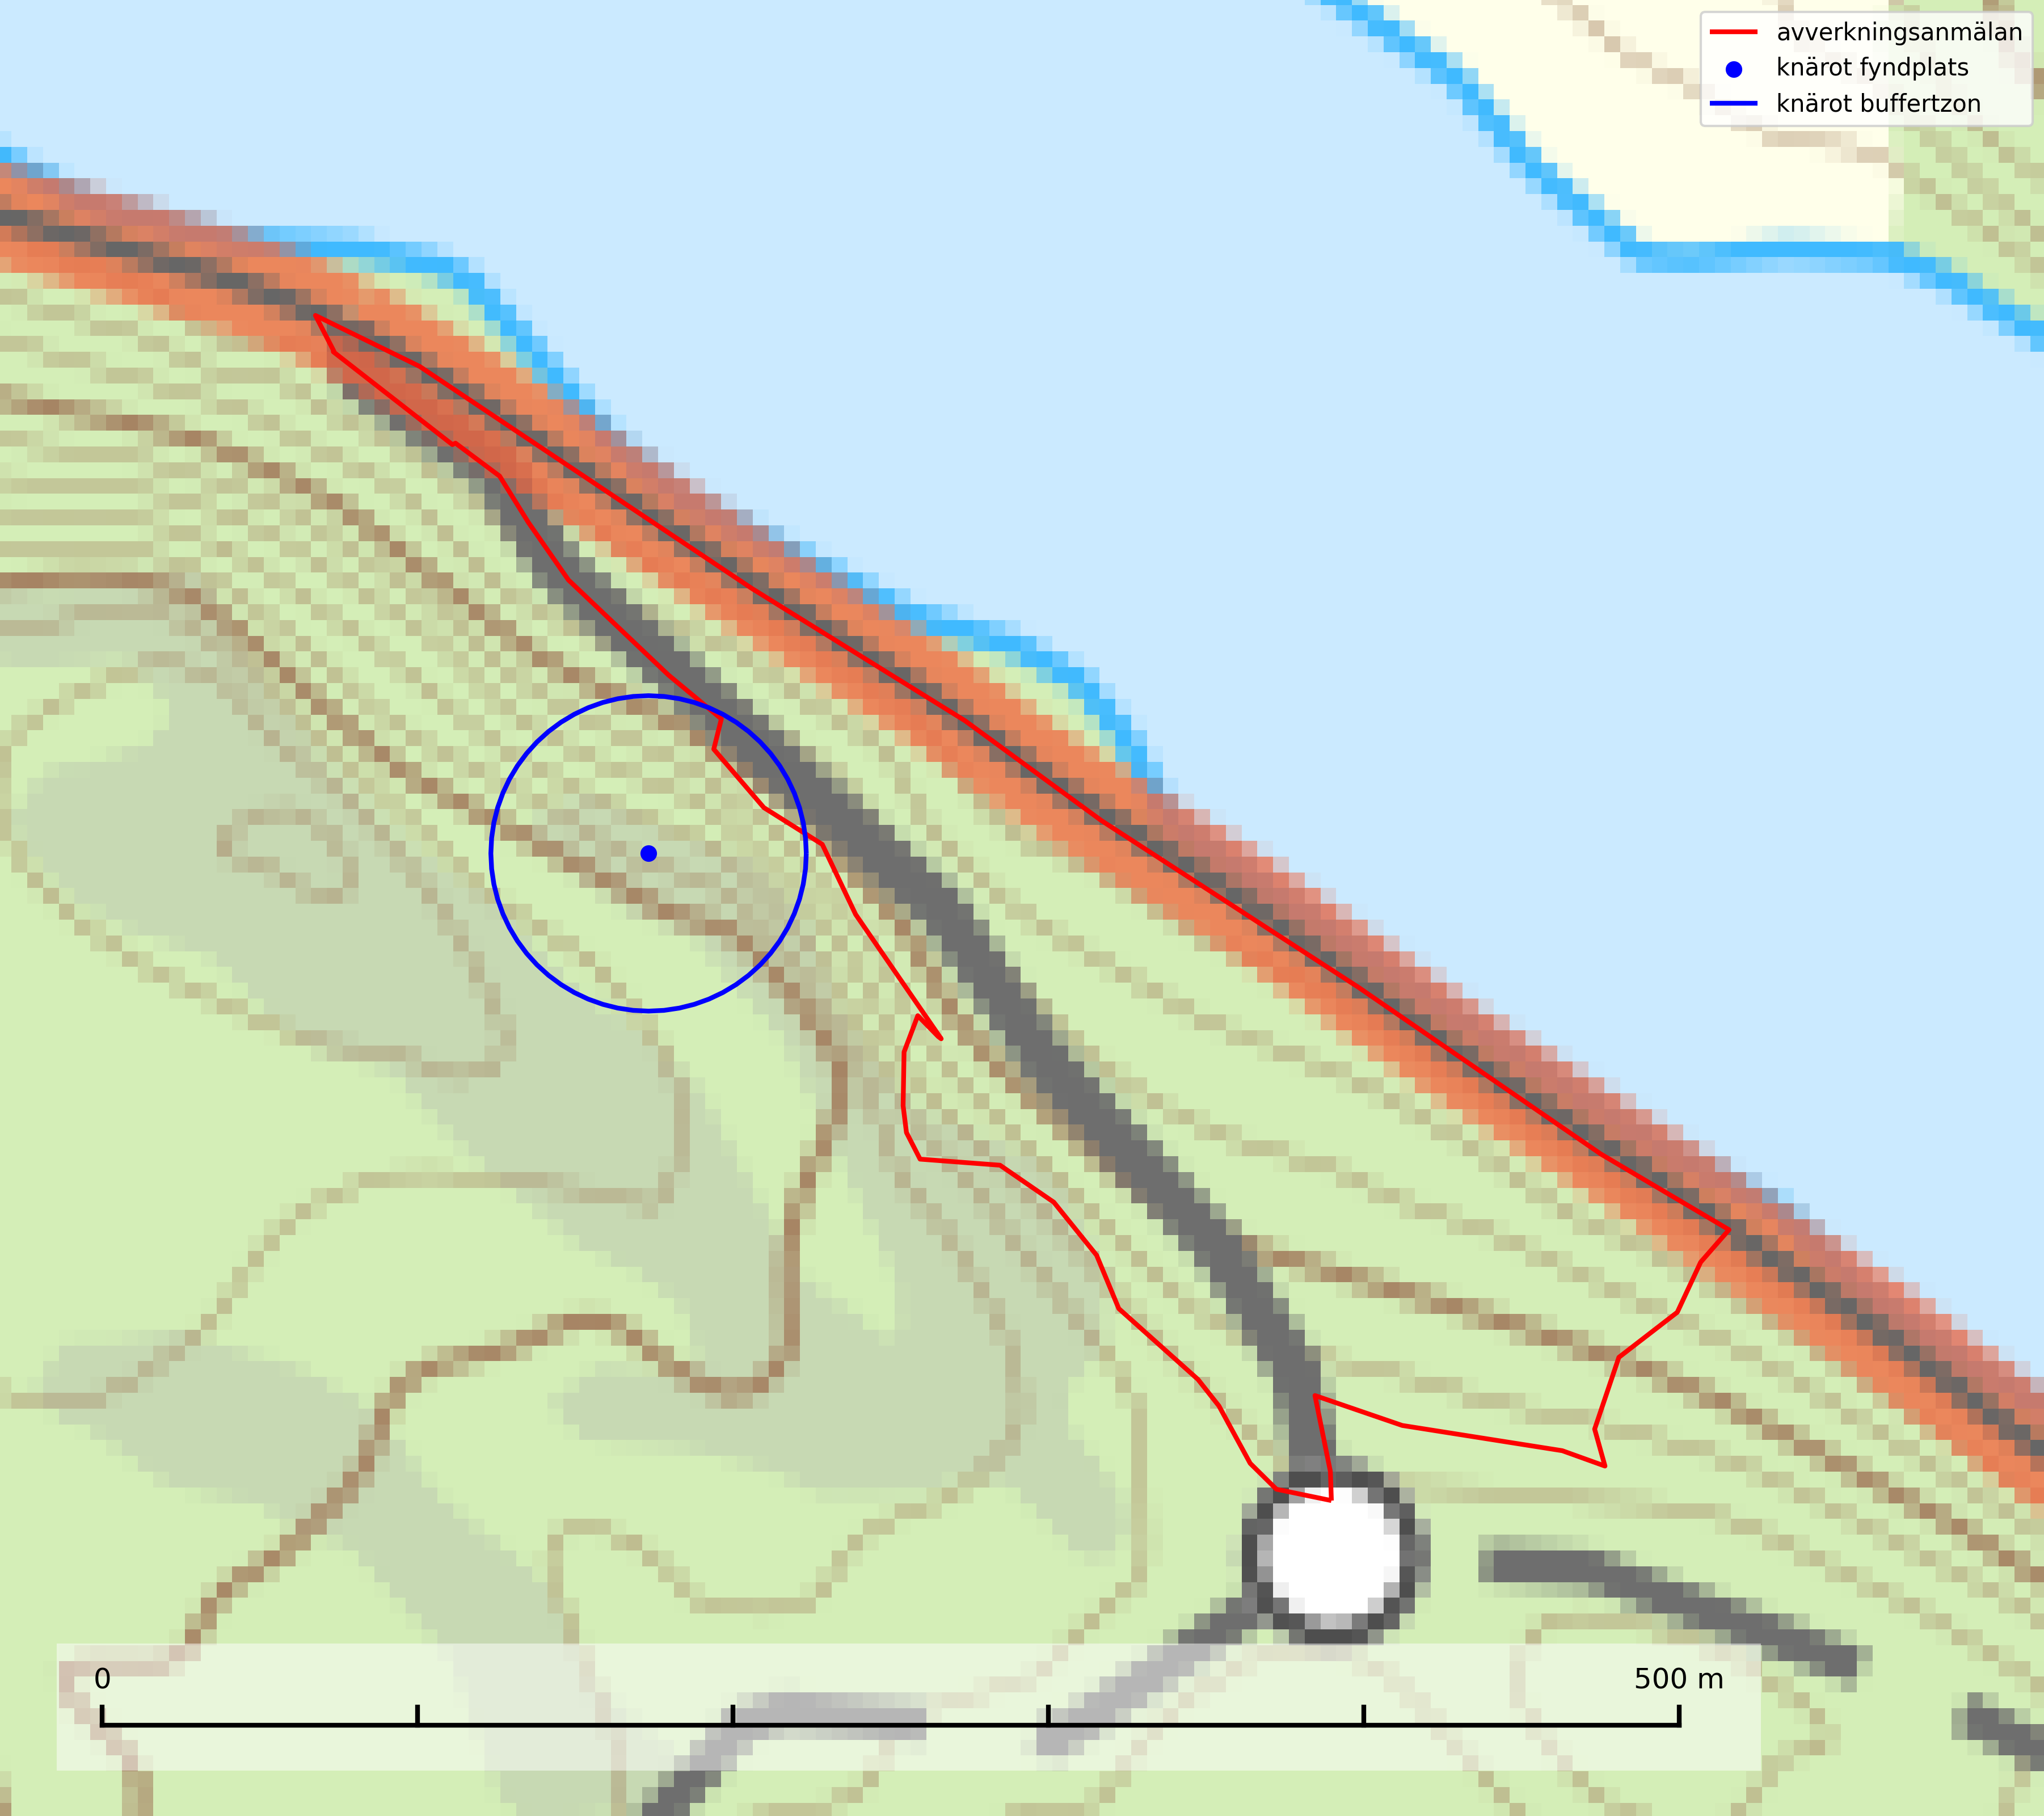 avverkningsanmälan
knärot fyndplats
knärot buffertzon
0
500 m